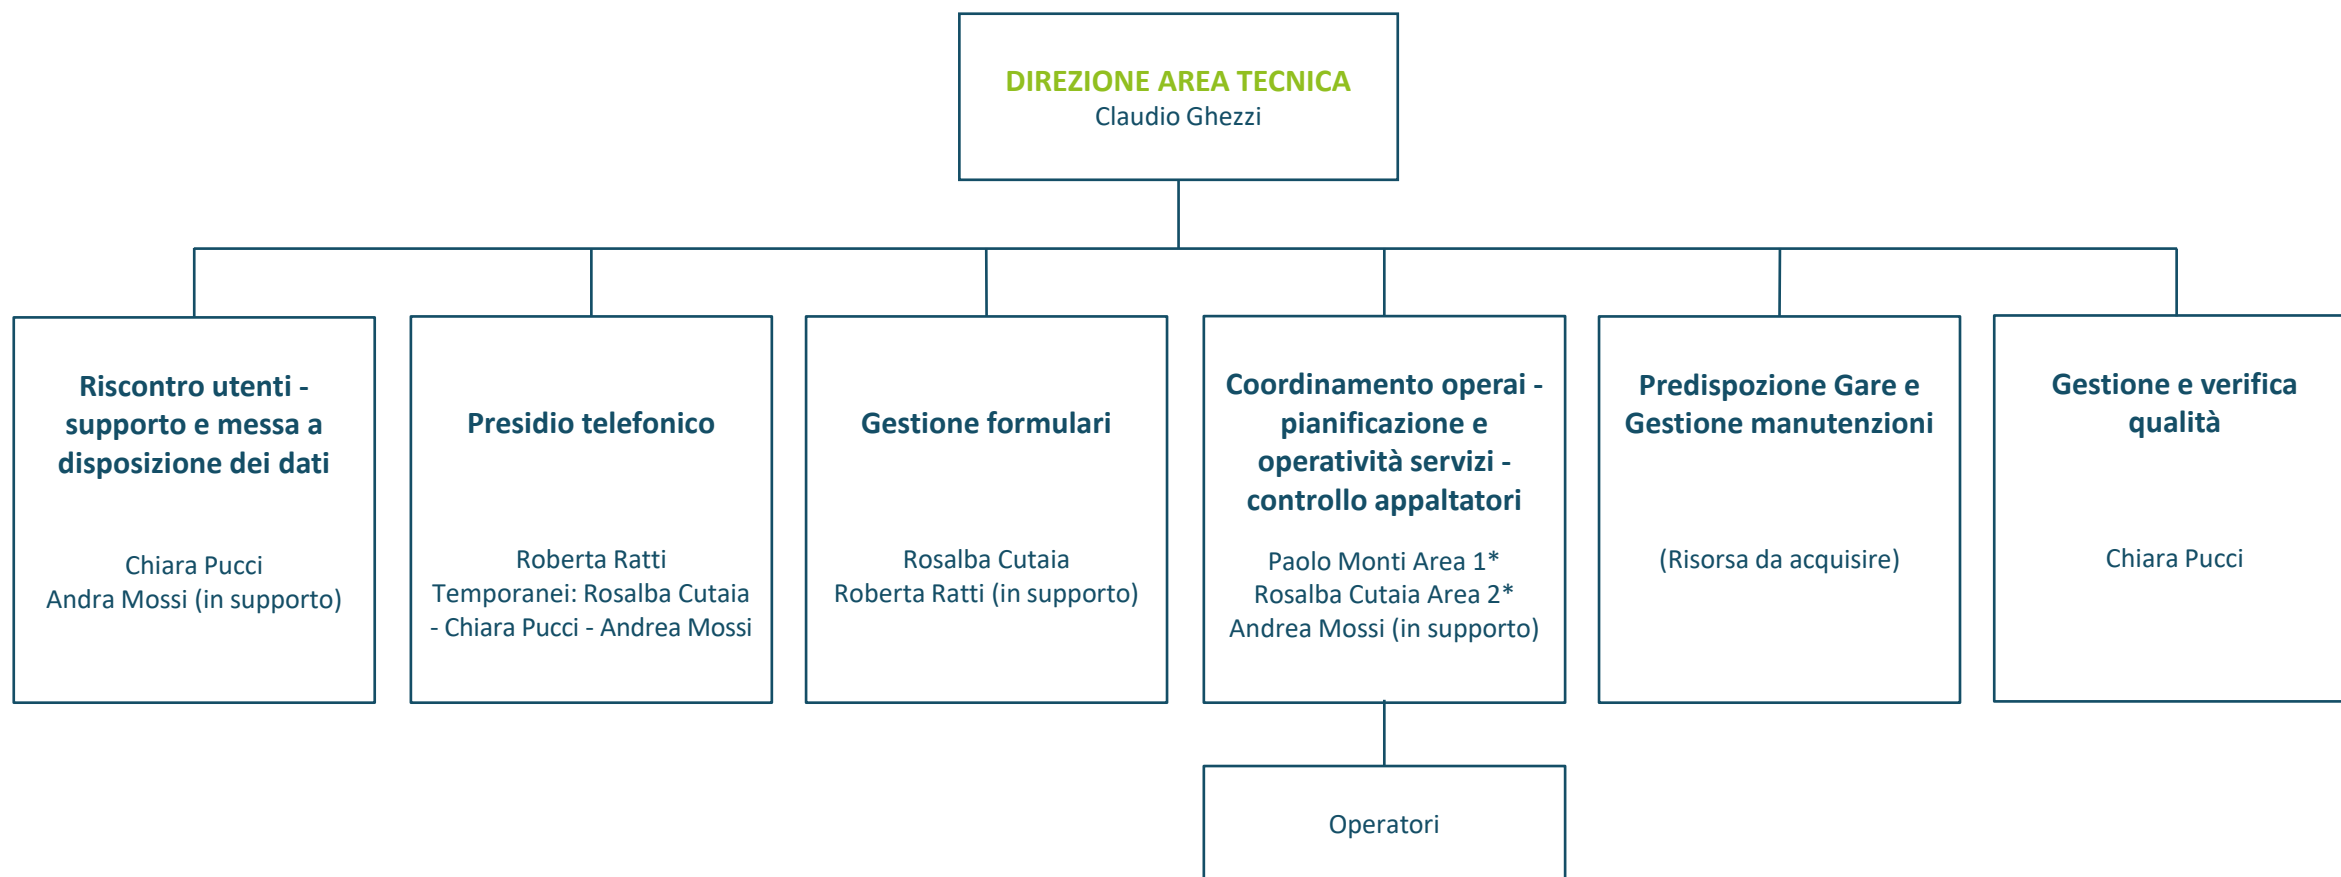 DIREZIONE AREA TECNICA
Claudio Ghezzi
Riscontro utenti -
supporto e messa a
disposizione dei dati
Chiara Pucci
Andra Mossi (in supporto)
Presidio telefonico
Roberta Ratti
Temporanei: Rosalba Cutaia
- Chiara Pucci - Andrea Mossi
Gestione formulari
Rosalba Cutaia
Roberta Ratti (in supporto)
Coordinamento operai -
pianificazione e
operatività servizi -
controllo appaltatori
Paolo Monti Area 1*
Rosalba Cutaia Area 2*
Andrea Mossi (in supporto)
Predispozione Gare e
Gestione manutenzioni
(Risorsa da acquisire)
Gestione e verifica
qualità
Chiara Pucci
Operatori